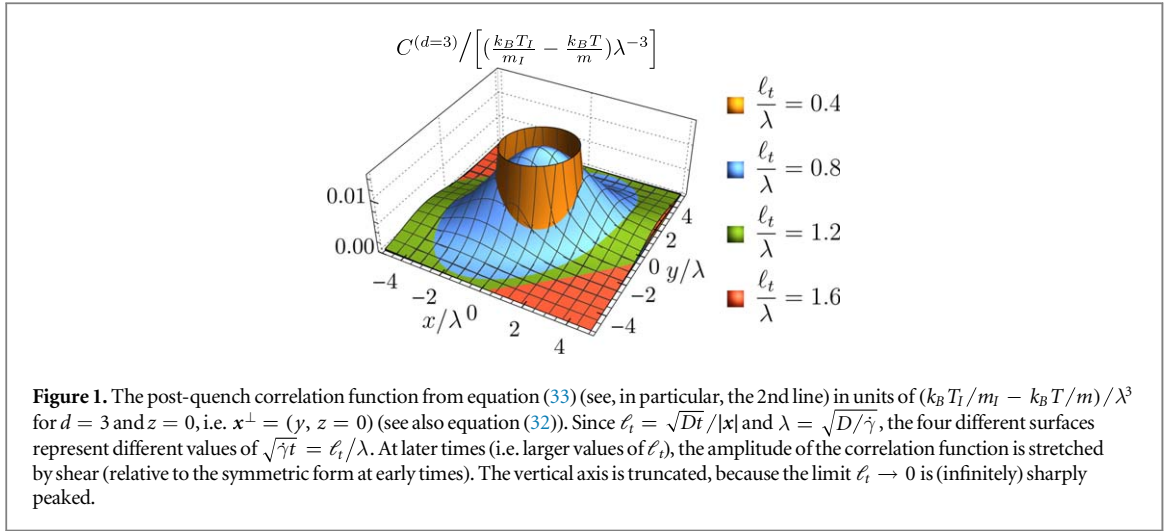 C^{(d=3)}/[(k_B T_I/m_I − k_B T/m)λ^{−3}]
ℓ_t/λ = 0.4
ℓ_t/λ = 0.8
ℓ_t/λ = 1.2
ℓ_t/λ = 1.6
0.01
0.00
−4
−2
x/λ
0
2
4
4
2
0
y/λ
−2
−4
Figure 1. The post-quench correlation function from equation (33) (see, in particular, the 2nd line) in units of (k_B T_I/m_I − k_B T/m)/λ^3
for d = 3 and z = 0, i.e. x^⊥ = (y, z = 0) (see also equation (32)). Since ℓ_t = √(Dt)/|x| and λ = √(D/γ̇), the four different surfaces
represent different values of √(γ̇t) = ℓ_t/λ. At later times (i.e. larger values of ℓ_t), the amplitude of the correlation function is stretched
by shear (relative to the symmetric form at early times). The vertical axis is truncated, because the limit ℓ_t → 0 is (infinitely) sharply
peaked.